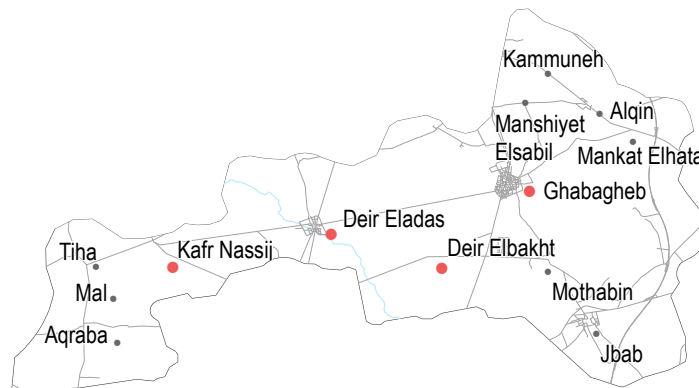 Kammuneh
Alqin
Manshiyet
Elsabil
Mankat Elhata
Ghabagheb
Deir Eladas
Kafr Nassij
Deir Elbakht
Tiha
Mothabin
Mal
Aqraba
Jbab